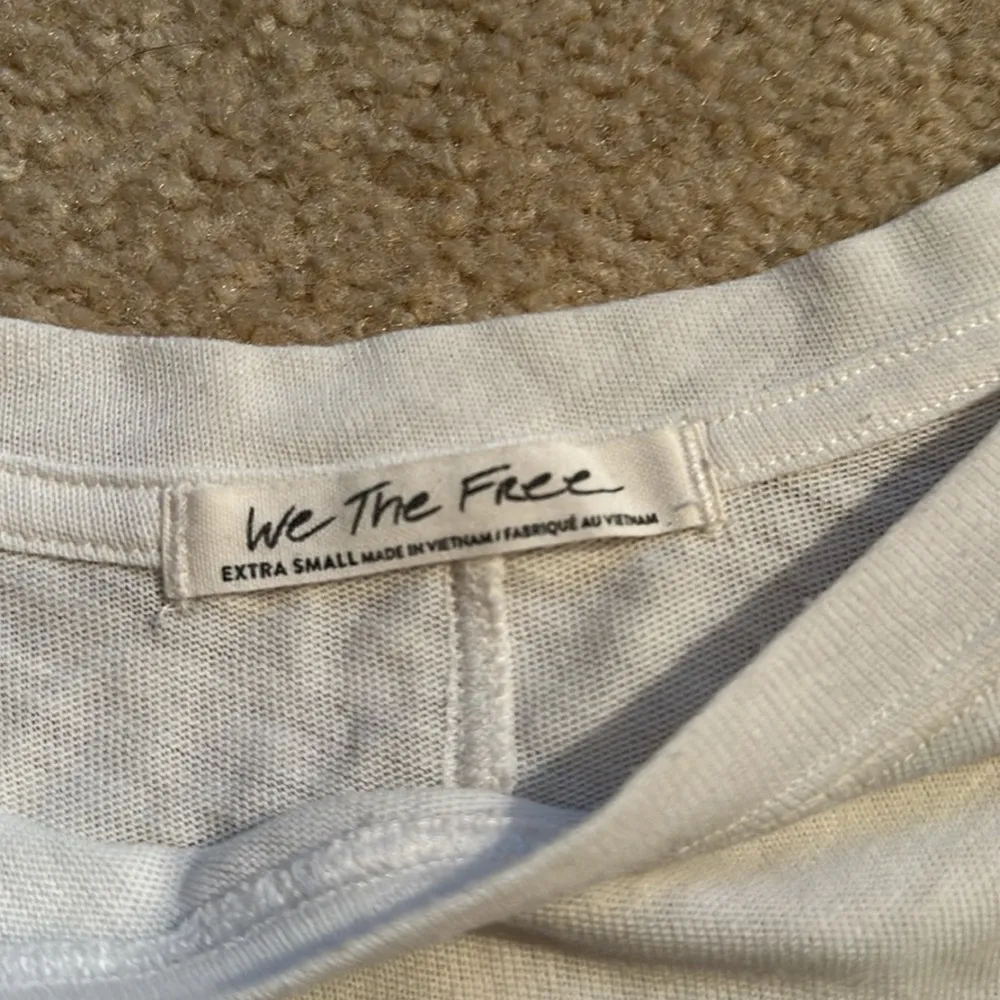 We The Free
EXTRA SMALL MADE IN VIETNAM / FABRIQUÉ AU VIETNAM